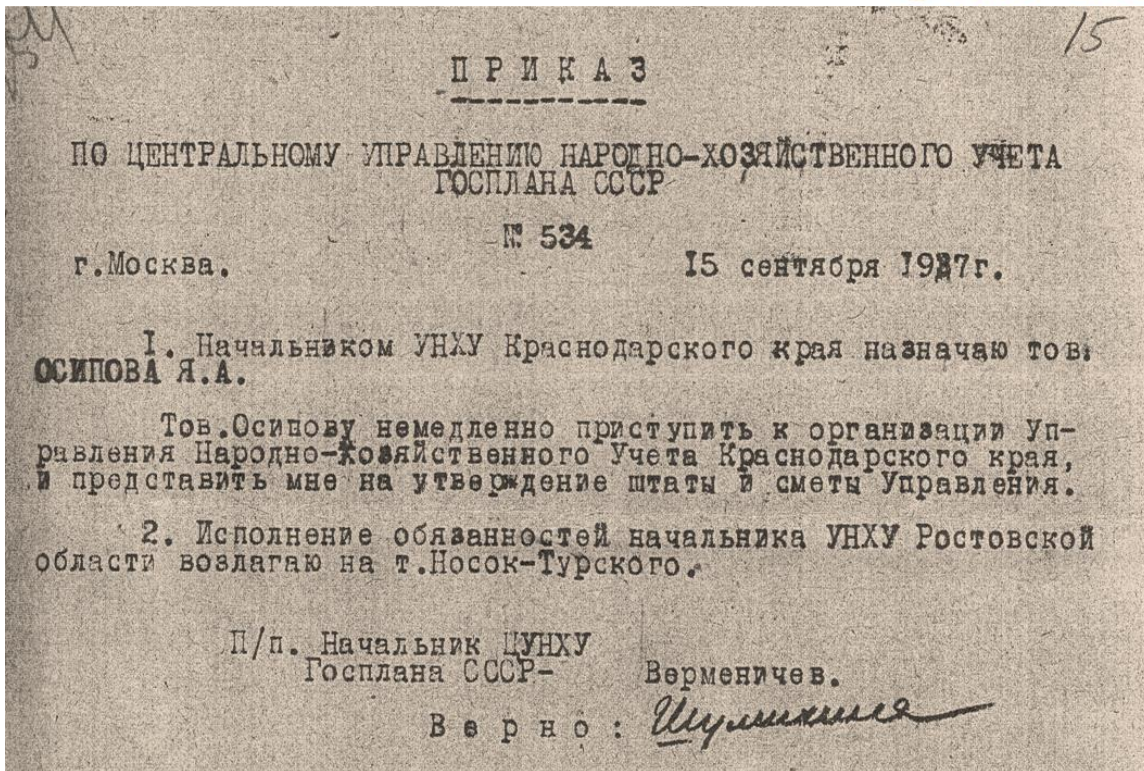 15
ПРИКАЗ
ПО ЦЕНТРАЛЬНОМУ УПРАВЛЕНИЮ НАРОДНО-ХОЗЯЙСТВЕННОГО УЧЕТА
ГОСПЛАНА СССР
№ 534
г.Москва. 15 сентября 1937г.
1. Начальником УНХУ Краснодарского края назначаю тов.
ОСИПОВА Я.А.
Тов.Осипову немедленно приступить к организации Уп-
равления Народно-Хозяйственного Учета Краснодарского края,
и представить мне на утверждение штаты и сметы Управления.
2. Исполнение обязанностей начальника УНХУ Ростовской
области возлагаю на т.Носок-Турского.
П/п. Начальник ЦУНХУ
Госплана СССР- Верменичев.
Верно: